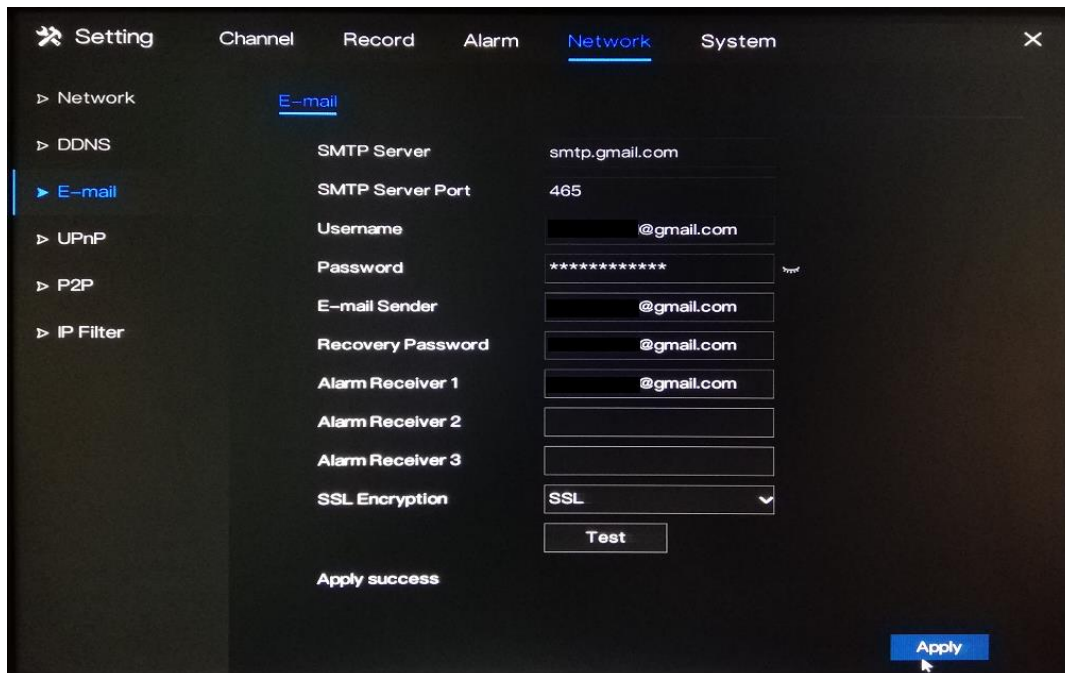 Setting Channel Record Alarm Network System
Network
E-mail
DDNS
SMTP Server smtp.gmail.com
SMTP Server Port 465
E-mail
Username @gmail.com
UPnP
Password ************
P2P
E-mail Sender @gmail.com
IP Filter
Recovery Password @gmail.com
Alarm Receiver 1 @gmail.com
Alarm Receiver 2
Alarm Receiver 3
SSL Encryption SSL
Test
Apply success
Apply